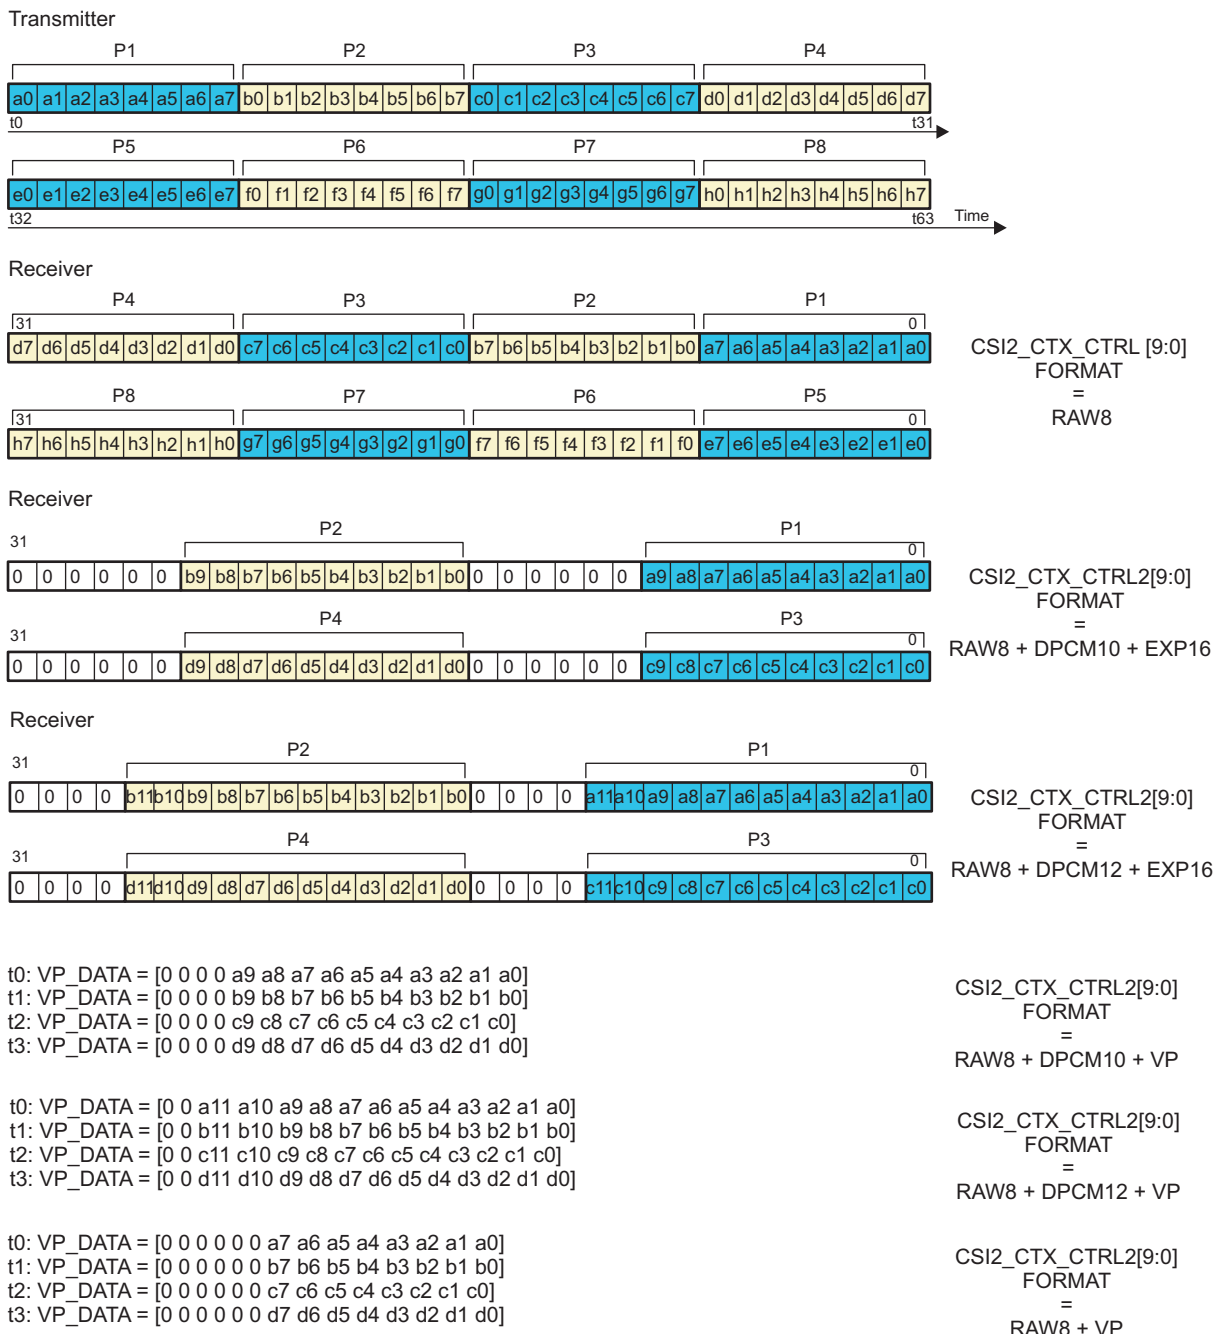 Transmitter
P1 P2 P3 P4
a0 a1 a2 a3 a4 a5 a6 a7 b0 b1 b2 b3 b4 b5 b6 b7 c0 c1 c2 c3 c4 c5 c6 c7 d0 d1 d2 d3 d4 d5 d6 d7
t0 t31
P5 P6 P7 P8
e0 e1 e2 e3 e4 e5 e6 e7 f0 f1 f2 f3 f4 f5 f6 f7 g0 g1 g2 g3 g4 g5 g6 g7 h0 h1 h2 h3 h4 h5 h6 h7
t32 t63 Time
Receiver
P4 P3 P2 P1
31 0
d7 d6 d5 d4 d3 d2 d1 d0 c7 c6 c5 c4 c3 c2 c1 c0 b7 b6 b5 b4 b3 b2 b1 b0 a7 a6 a5 a4 a3 a2 a1 a0
P8 P7 P6 P5
31 0
h7 h6 h5 h4 h3 h2 h1 h0 g7 g6 g5 g4 g3 g2 g1 g0 f7 f6 f5 f4 f3 f2 f1 f0 e7 e6 e5 e4 e3 e2 e1 e0
CSI2_CTX_CTRL [9:0]
FORMAT
=
RAW8
Receiver
P2 P1
31 0
0 0 0 0 0 0 b9 b8 b7 b6 b5 b4 b3 b2 b1 b0 0 0 0 0 0 0 a9 a8 a7 a6 a5 a4 a3 a2 a1 a0
P4 P3
31 0
0 0 0 0 0 0 d9 d8 d7 d6 d5 d4 d3 d2 d1 d0 0 0 0 0 0 0 c9 c8 c7 c6 c5 c4 c3 c2 c1 c0
CSI2_CTX_CTRL2[9:0]
FORMAT
=
RAW8 + DPCM10 + EXP16
Receiver
P2 P1
31 0
0 0 0 0 b11 b10 b9 b8 b7 b6 b5 b4 b3 b2 b1 b0 0 0 0 0 a11 a10 a9 a8 a7 a6 a5 a4 a3 a2 a1 a0
P4 P3
31 0
0 0 0 0 d11 d10 d9 d8 d7 d6 d5 d4 d3 d2 d1 d0 0 0 0 0 c11 c10 c9 c8 c7 c6 c5 c4 c3 c2 c1 c0
CSI2_CTX_CTRL2[9:0]
FORMAT
=
RAW8 + DPCM12 + EXP16
t0: VP_DATA = [0 0 0 0 a9 a8 a7 a6 a5 a4 a3 a2 a1 a0]
t1: VP_DATA = [0 0 0 0 b9 b8 b7 b6 b5 b4 b3 b2 b1 b0]
t2: VP_DATA = [0 0 0 0 c9 c8 c7 c6 c5 c4 c3 c2 c1 c0]
t3: VP_DATA = [0 0 0 0 d9 d8 d7 d6 d5 d4 d3 d2 d1 d0]
CSI2_CTX_CTRL2[9:0]
FORMAT
=
RAW8 + DPCM10 + VP
t0: VP_DATA = [0 0 a11 a10 a9 a8 a7 a6 a5 a4 a3 a2 a1 a0]
t1: VP_DATA = [0 0 b11 b10 b9 b8 b7 b6 b5 b4 b3 b2 b1 b0]
t2: VP_DATA = [0 0 c11 c10 c9 c8 c7 c6 c5 c4 c3 c2 c1 c0]
t3: VP_DATA = [0 0 d11 d10 d9 d8 d7 d6 d5 d4 d3 d2 d1 d0]
CSI2_CTX_CTRL2[9:0]
FORMAT
=
RAW8 + DPCM12 + VP
t0: VP_DATA = [0 0 0 0 0 0 a7 a6 a5 a4 a3 a2 a1 a0]
t1: VP_DATA = [0 0 0 0 0 0 b7 b6 b5 b4 b3 b2 b1 b0]
t2: VP_DATA = [0 0 0 0 0 0 c7 c6 c5 c4 c3 c2 c1 c0]
t3: VP_DATA = [0 0 0 0 0 0 d7 d6 d5 d4 d3 d2 d1 d0]
CSI2_CTX_CTRL2[9:0]
FORMAT
=
RAW8 + VP